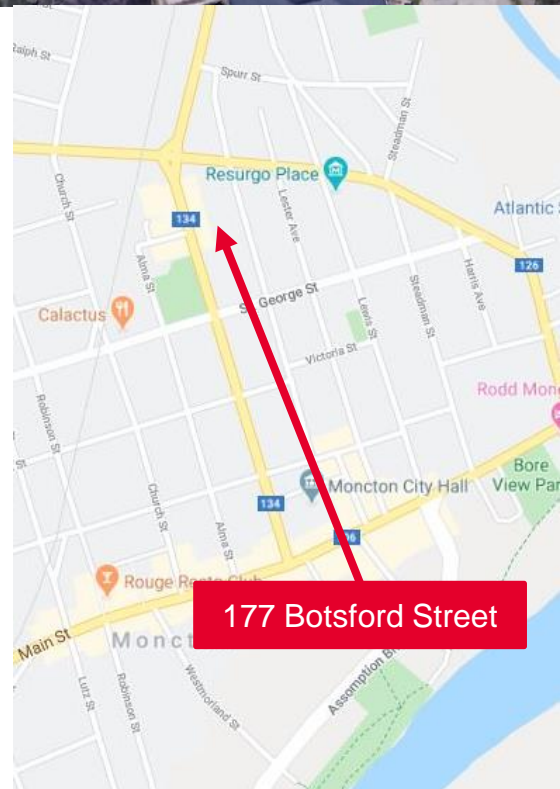 Ralph St
Spurr St
Steadman St
Resurgo Place
Church St
Lester Ave
134
Atlantic
126
Alma St
Harris Ave
St. George St
Calactus
Lewis St
Steadman St
Victoria St
Robinson St
Rodd Mon
St
Bore
View Par
Church St
Moncton City Hall
134
Alma St
106
Rouge Resto Club
177 Botsford Street
Main St
Monct
Assomption B
Lutz St
Robinson St
Westmorland St